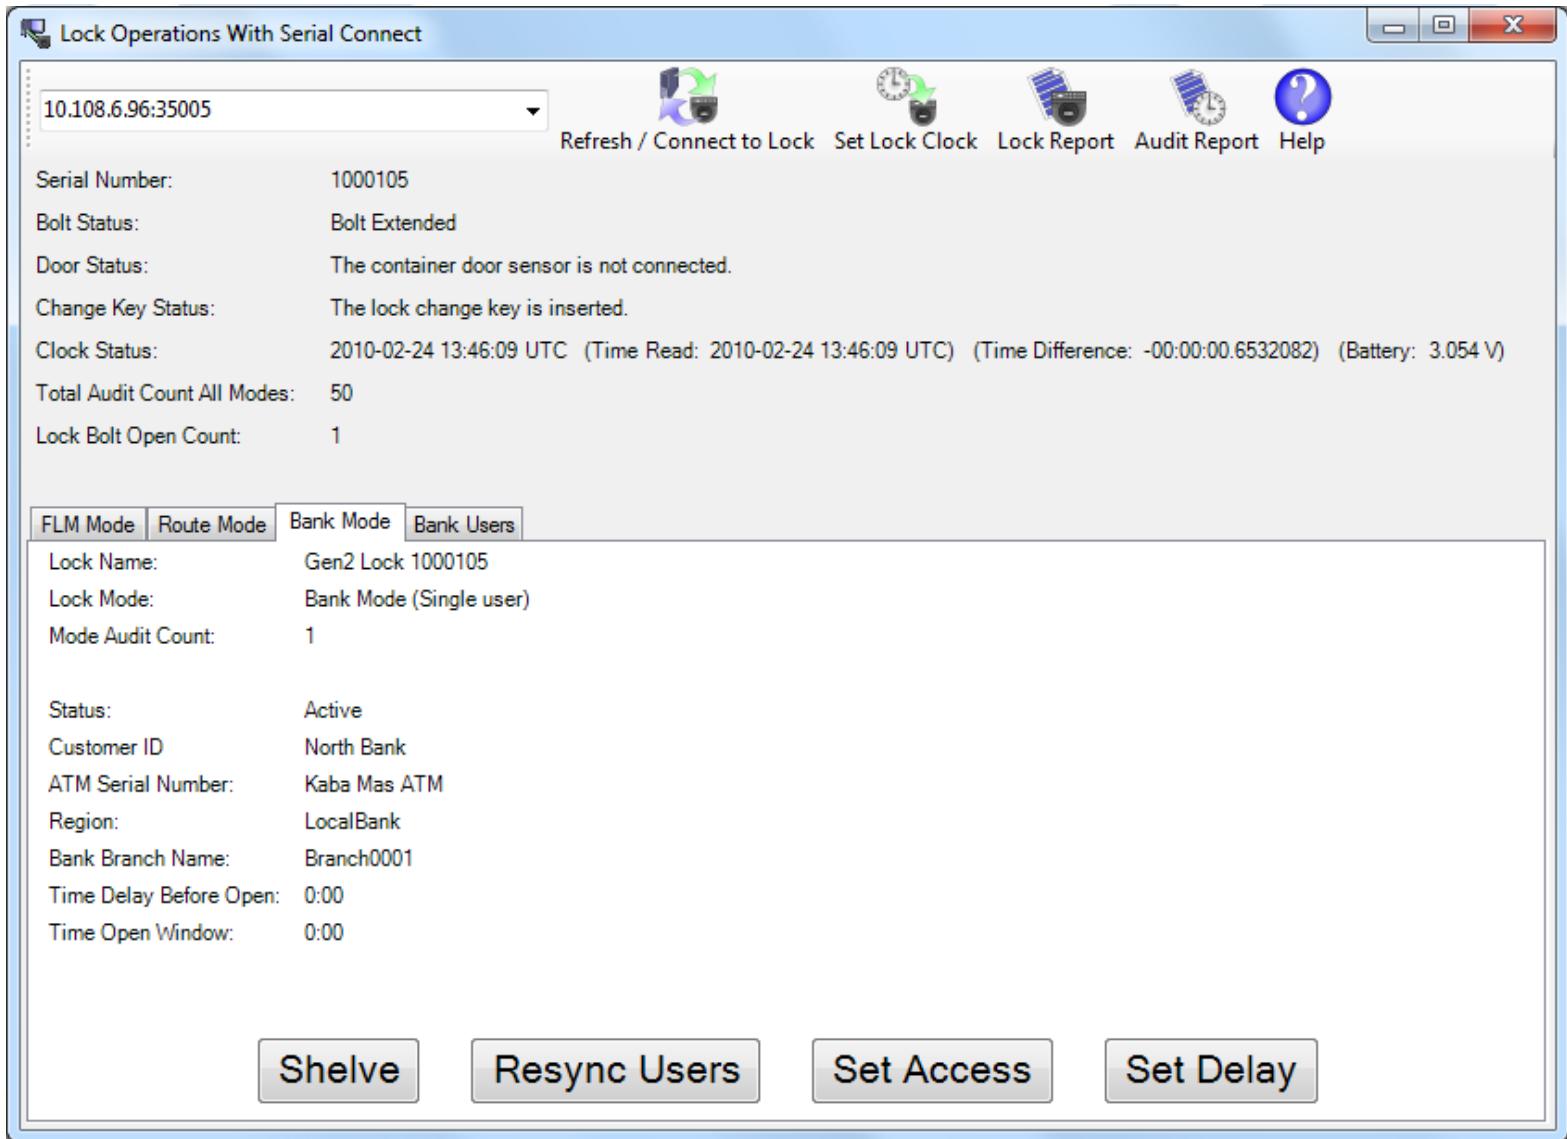 Lock Operations With Serial Connect
10.108.6.96:35005
Refresh / Connect to Lock Set Lock Clock Lock Report Audit Report Help
Serial Number: 1000105
Bolt Status: Bolt Extended
Door Status: The container door sensor is not connected.
Change Key Status: The lock change key is inserted.
Clock Status: 2010-02-24 13:46:09 UTC (Time Read: 2010-02-24 13:46:09 UTC) (Time Difference: -00:00:00.6532082) (Battery: 3.054 V)
Total Audit Count All Modes: 50
Lock Bolt Open Count: 1
FLM Mode Route Mode Bank Mode Bank Users
Lock Name: Gen2 Lock 1000105
Lock Mode: Bank Mode (Single user)
Mode Audit Count: 1
Status: Active
Customer ID North Bank
ATM Serial Number: Kaba Mas ATM
Region: LocalBank
Bank Branch Name: Branch0001
Time Delay Before Open: 0:00
Time Open Window: 0:00
Shelve Resync Users Set Access Set Delay